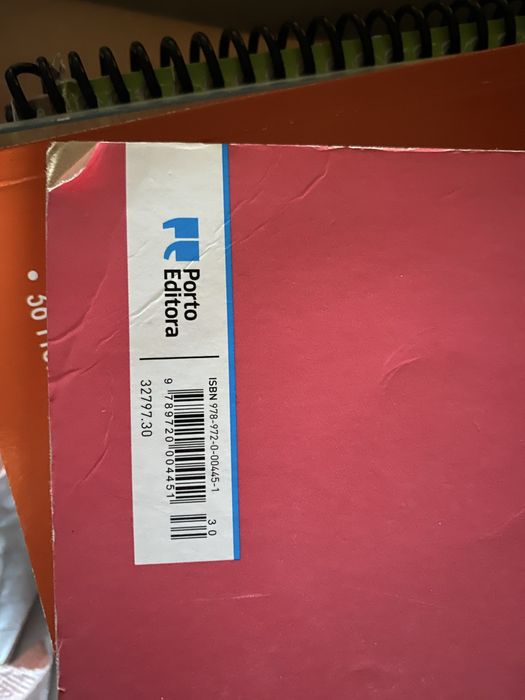 Porto
Editora
ISBN 978-972-0-00445-1
3 0
9 789720 004451
32797.30